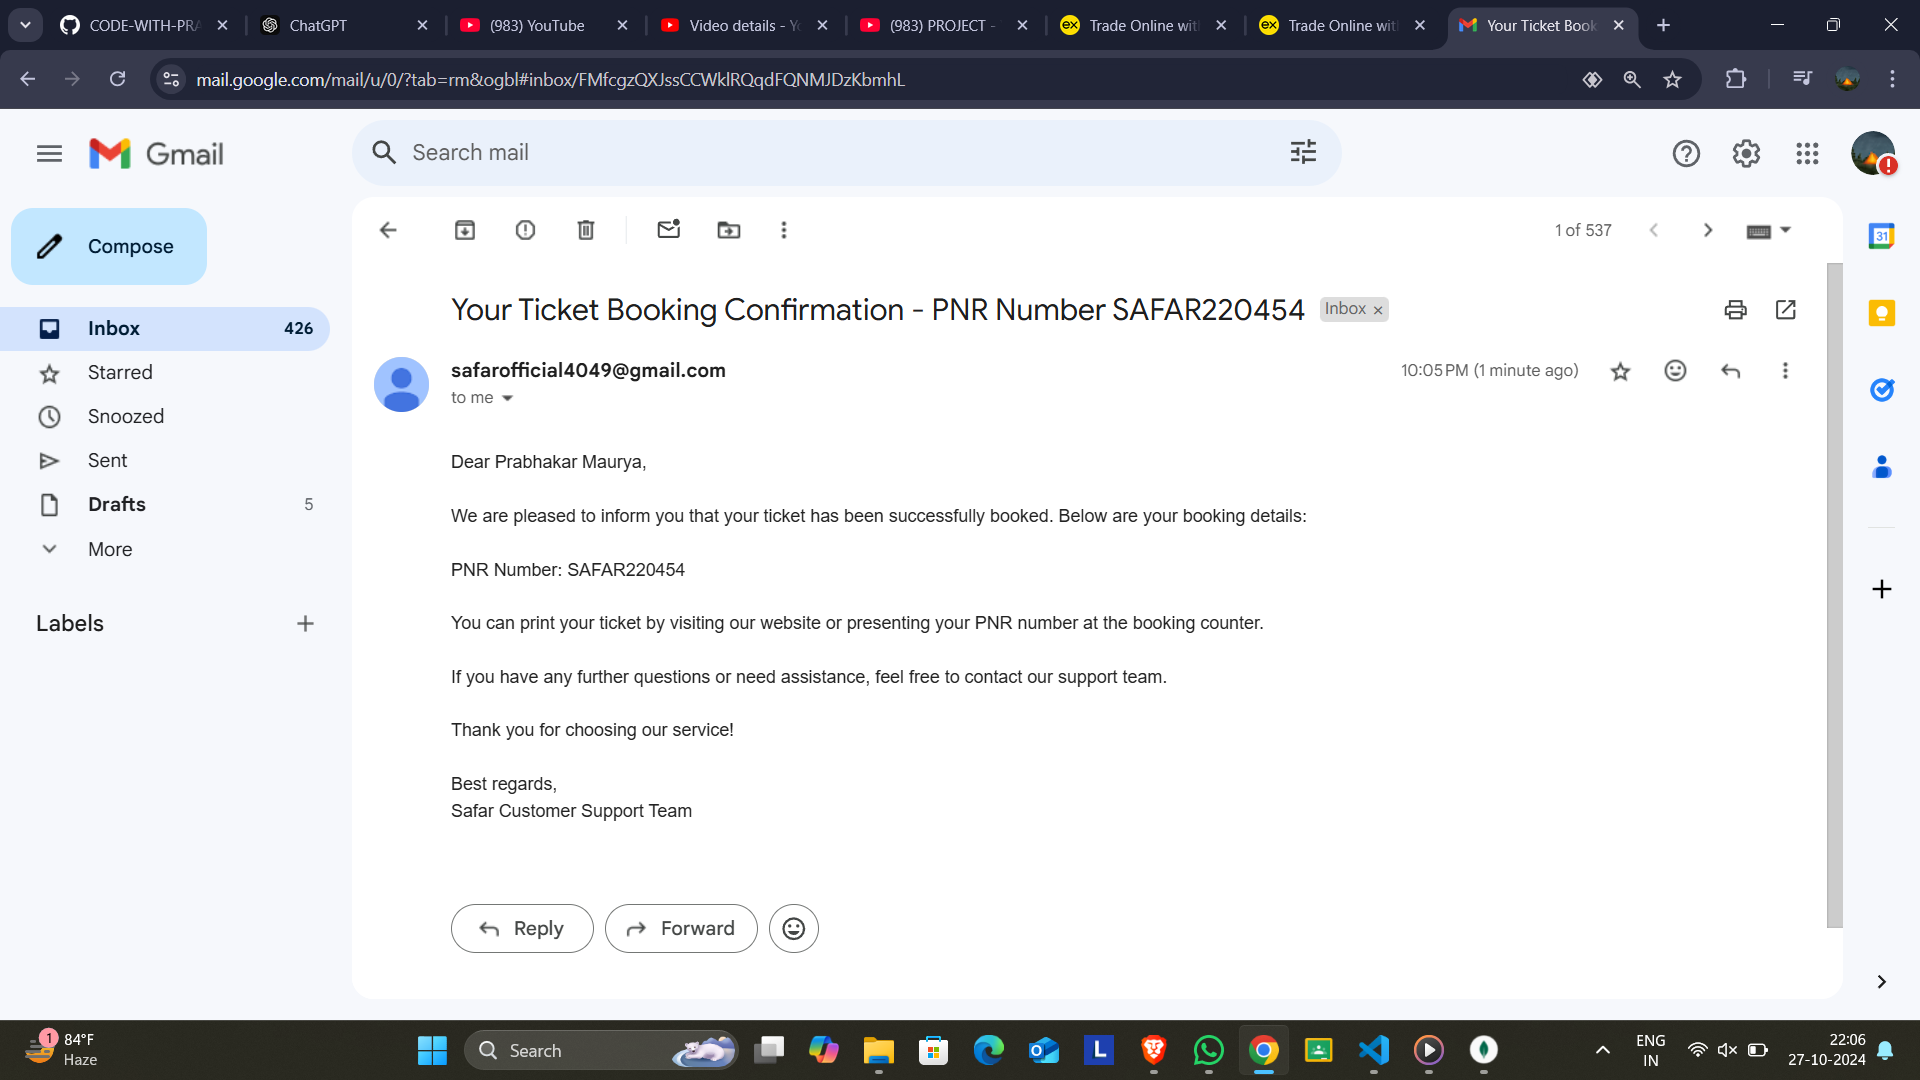 CODE-WITH-PRA
ChatGPT
(983) YouTube
Video details - Yo
(983) PROJECT -
Trade Online wit
Trade Online wit
Your Ticket Book
mail.google.com/mail/u/0/?tab=rm&ogbl#inbox/FMfcgzQXJssCCWklRQqdFQNMJDzKbmhL
Gmail
Search mail
Compose
1 of 537
31
Your Ticket Booking Confirmation - PNR Number SAFAR220454
Inbox
Inbox 426
Starred
Snoozed
Sent
Drafts 5
More
Labels
safarofficial4049@gmail.com
10:05 PM (1 minute ago)
to me
Dear Prabhakar Maurya,
We are pleased to inform you that your ticket has been successfully booked. Below are your booking details:
PNR Number: SAFAR220454
You can print your ticket by visiting our website or presenting your PNR number at the booking counter.
If you have any further questions or need assistance, feel free to contact our support team.
Thank you for choosing our service!
Best regards,
Safar Customer Support Team
Reply
Forward
1
84°F
Haze
Search
L
ENG
IN
22:06
27-10-2024